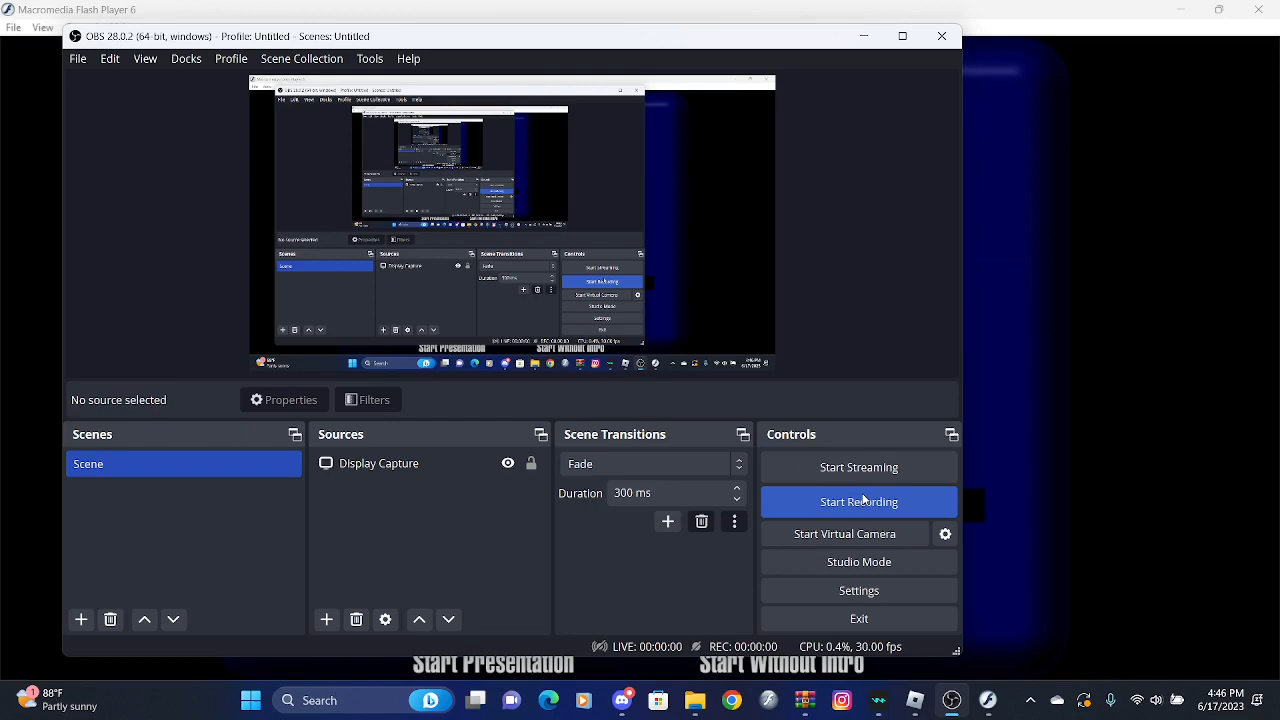 Macromedia Flash Player 6
File View
OBS 28.0.2 (64-bit, windows) - Profile: Untitled - Scenes: Untitled
File Edit View Docks Profile Scene Collection Tools Help
No source selected Properties Filters
Scenes Sources Scene Transitions Controls
Scene Display Capture Fade Start Streaming
Duration 300 ms Start Recording
Start Virtual Camera
Studio Mode
Settings
Exit
LIVE: 00:00:00 REC: 00:00:00 CPU: 0.4%, 30.00 fps
Start Presentation Start Without Intro
88°F
Partly sunny
Search
4:46 PM
6/17/2023